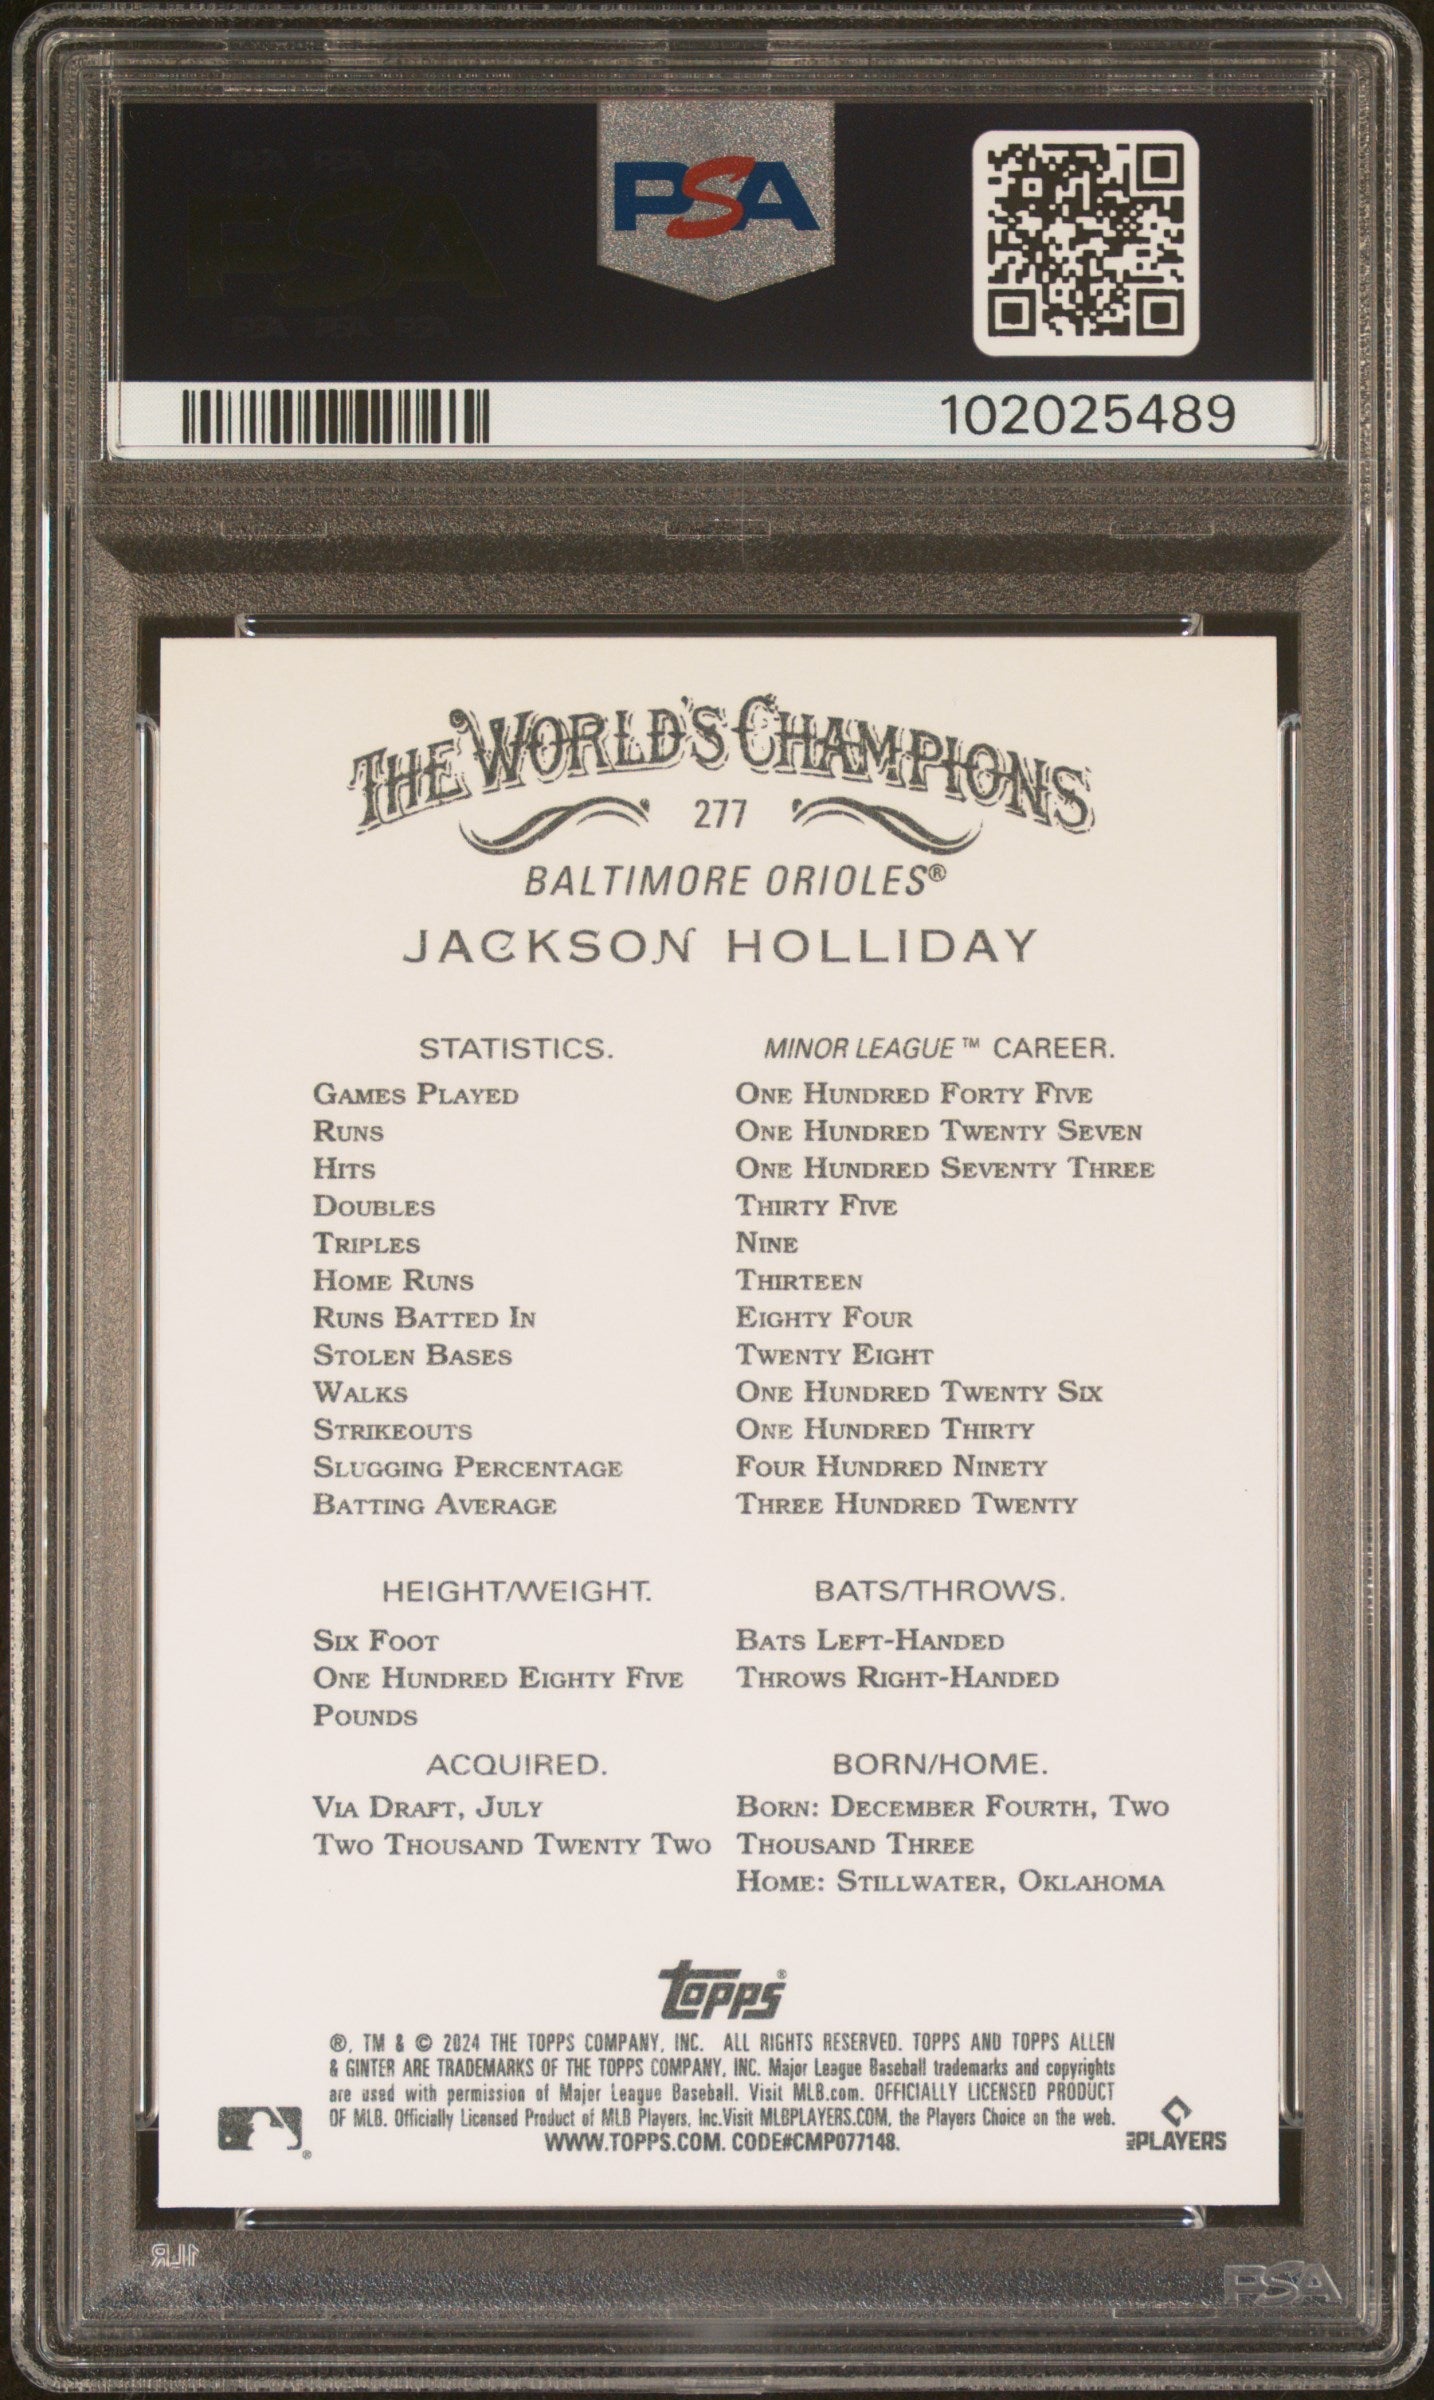 PSA
102025489
THE WORLD'S CHAMPIONS
277
BALTIMORE ORIOLES®
JACKSON HOLLIDAY
STATISTICS. MINOR LEAGUE™ CAREER.
GAMES PLAYED ONE HUNDRED FORTY FIVE
RUNS ONE HUNDRED TWENTY SEVEN
HITS ONE HUNDRED SEVENTY THREE
DOUBLES THIRTY FIVE
TRIPLES NINE
HOME RUNS THIRTEEN
RUNS BATTED IN EIGHTY FOUR
STOLEN BASES TWENTY EIGHT
WALKS ONE HUNDRED TWENTY SIX
STRIKEOUTS ONE HUNDRED THIRTY
SLUGGING PERCENTAGE FOUR HUNDRED NINETY
BATTING AVERAGE THREE HUNDRED TWENTY
HEIGHT/WEIGHT. BATS/THROWS.
SIX FOOT BATS LEFT-HANDED
ONE HUNDRED EIGHTY FIVE THROWS RIGHT-HANDED
POUNDS
ACQUIRED. BORN/HOME.
VIA DRAFT, JULY BORN: DECEMBER FOURTH, TWO
TWO THOUSAND TWENTY TWO THOUSAND THREE
HOME: STILLWATER, OKLAHOMA
topps®
®, TM & © 2024 THE TOPPS COMPANY, INC. ALL RIGHTS RESERVED. TOPPS AND TOPPS ALLEN
& GINTER ARE TRADEMARKS OF THE TOPPS COMPANY, INC. Major League Baseball trademarks and copyrights
are used with permission of Major League Baseball. Visit MLB.com. OFFICIALLY LICENSED PRODUCT
OF MLB. Officially Licensed Product of MLB Players, Inc.Visit MLBPLAYERS.COM, the Players Choice on the web.
WWW.TOPPS.COM. CODE#CMP077148.
MLB PLAYERS
1LR
PSA